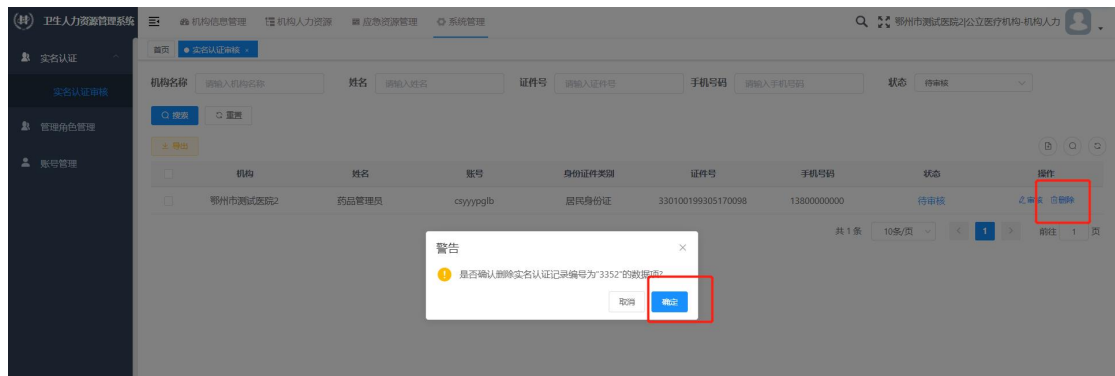 卫生人力资源管理系统
机构信息管理 机构人力资源 应急资源管理 系统管理 鄂州市测试医院2|公立医疗机构-机构人力
首页 实名认证审核 ×
实名认证
实名认证审核
管理角色管理
账号管理
机构名称 请输入机构名称 姓名 请输入姓名 证件号 请输入证件号 手机号码 请输入手机号码 状态 待审核
搜索 重置
导出
机构 姓名 账号 身份证件类别 证件号 手机号码 状态 操作
鄂州市测试医院2 药品管理员 csyyypglb 居民身份证 330100199305170098 13800000000 待审核 审核 删除
共1条 10条/页 < 1 > 前往 1 页
警告 ×
是否确认删除实名认证记录编号为"3352"的数据项?
取消 确定